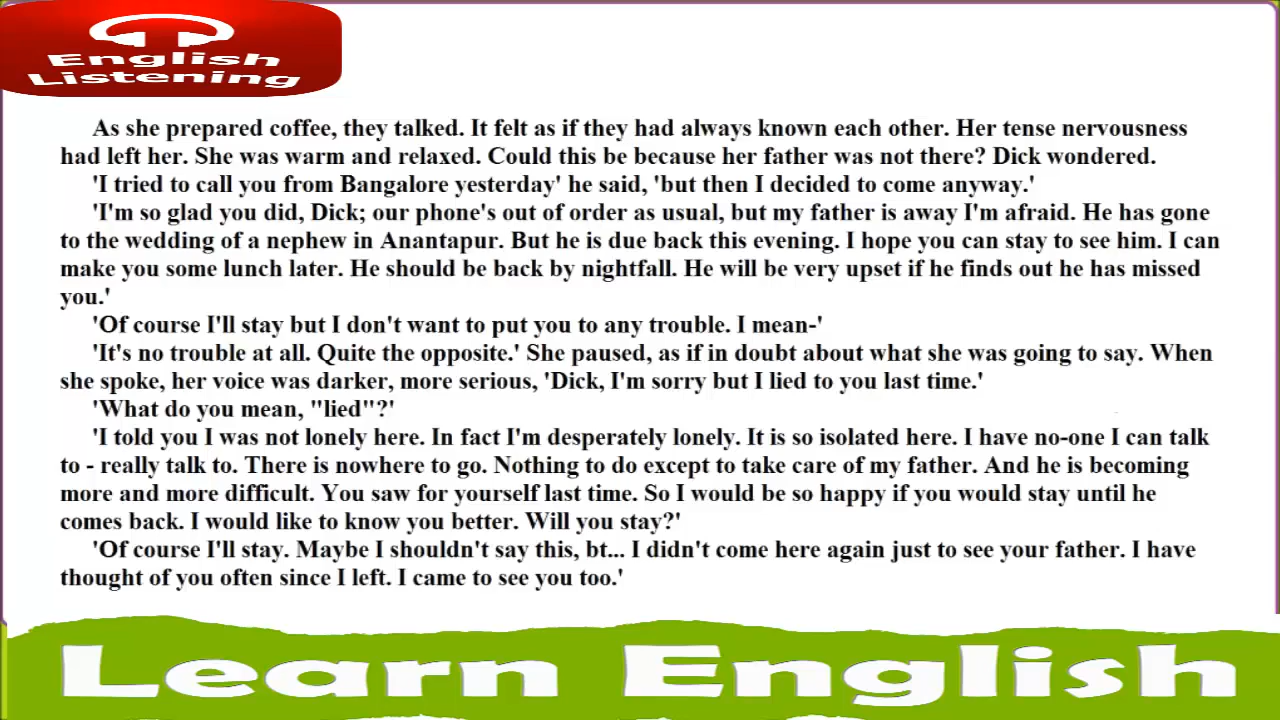 English
Listening
As she prepared coffee, they talked. It felt as if they had always known each other. Her tense nervousness
had left her. She was warm and relaxed. Could this be because her father was not there? Dick wondered.
'I tried to call you from Bangalore yesterday' he said, 'but then I decided to come anyway.'
'I'm so glad you did, Dick; our phone's out of order as usual, but my father is away I'm afraid. He has gone
to the wedding of a nephew in Anantapur. But he is due back this evening. I hope you can stay to see him. I can
make you some lunch later. He should be back by nightfall. He will be very upset if he finds out he has missed
you.'
'Of course I'll stay but I don't want to put you to any trouble. I mean-'
'It's no trouble at all. Quite the opposite.' She paused, as if in doubt about what she was going to say. When
she spoke, her voice was darker, more serious, 'Dick, I'm sorry but I lied to you last time.'
'What do you mean, "lied"?'
'I told you I was not lonely here. In fact I'm desperately lonely. It is so isolated here. I have no-one I can talk
to - really talk to. There is nowhere to go. Nothing to do except to take care of my father. And he is becoming
more and more difficult. You saw for yourself last time. So I would be so happy if you would stay until he
comes back. I would like to know you better. Will you stay?'
'Of course I'll stay. Maybe I shouldn't say this, bt... I didn't come here again just to see your father. I have
thought of you often since I left. I came to see you too.'
Learn English